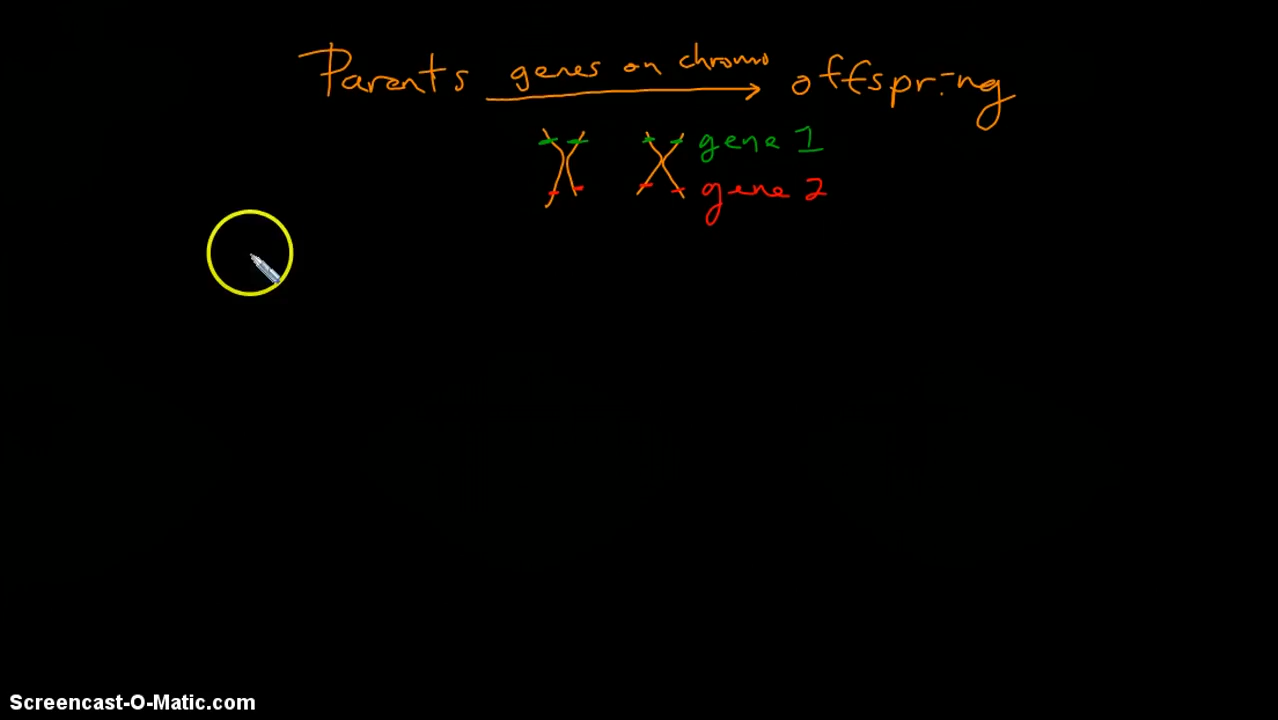 Parents genes on chromo offspring
gene 1
gene 2
Screencast-O-Matic.com